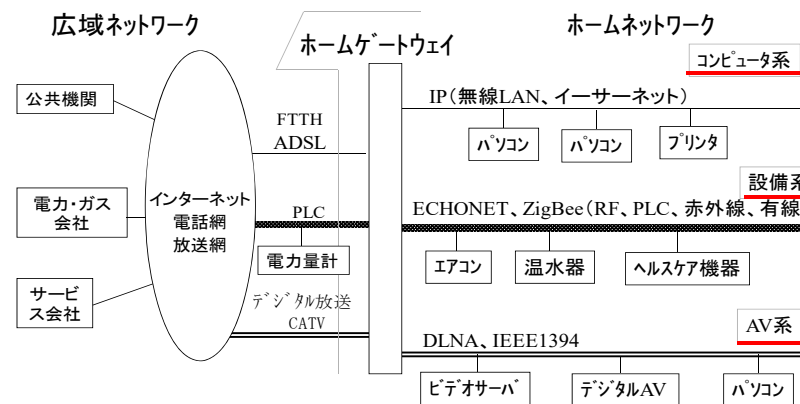 広域ネットワーク
ホームゲートウェイ
ホームネットワーク
コンピュータ系
公共機関
FTTH
ADSL
IP(無線LAN、イーサーネット)
パソコン
パソコン
プリンタ
電力・ガス
会社
インターネット
電話網
放送網
PLC
電力量計
設備系
ECHONET、ZigBee(RF、PLC、赤外線、有線
エアコン
温水器
ヘルスケア機器
サービ
ス会社
デジタル放送
CATV
AV系
DLNA、IEEE1394
ビデオサーバ
デジタルAV
パソコン